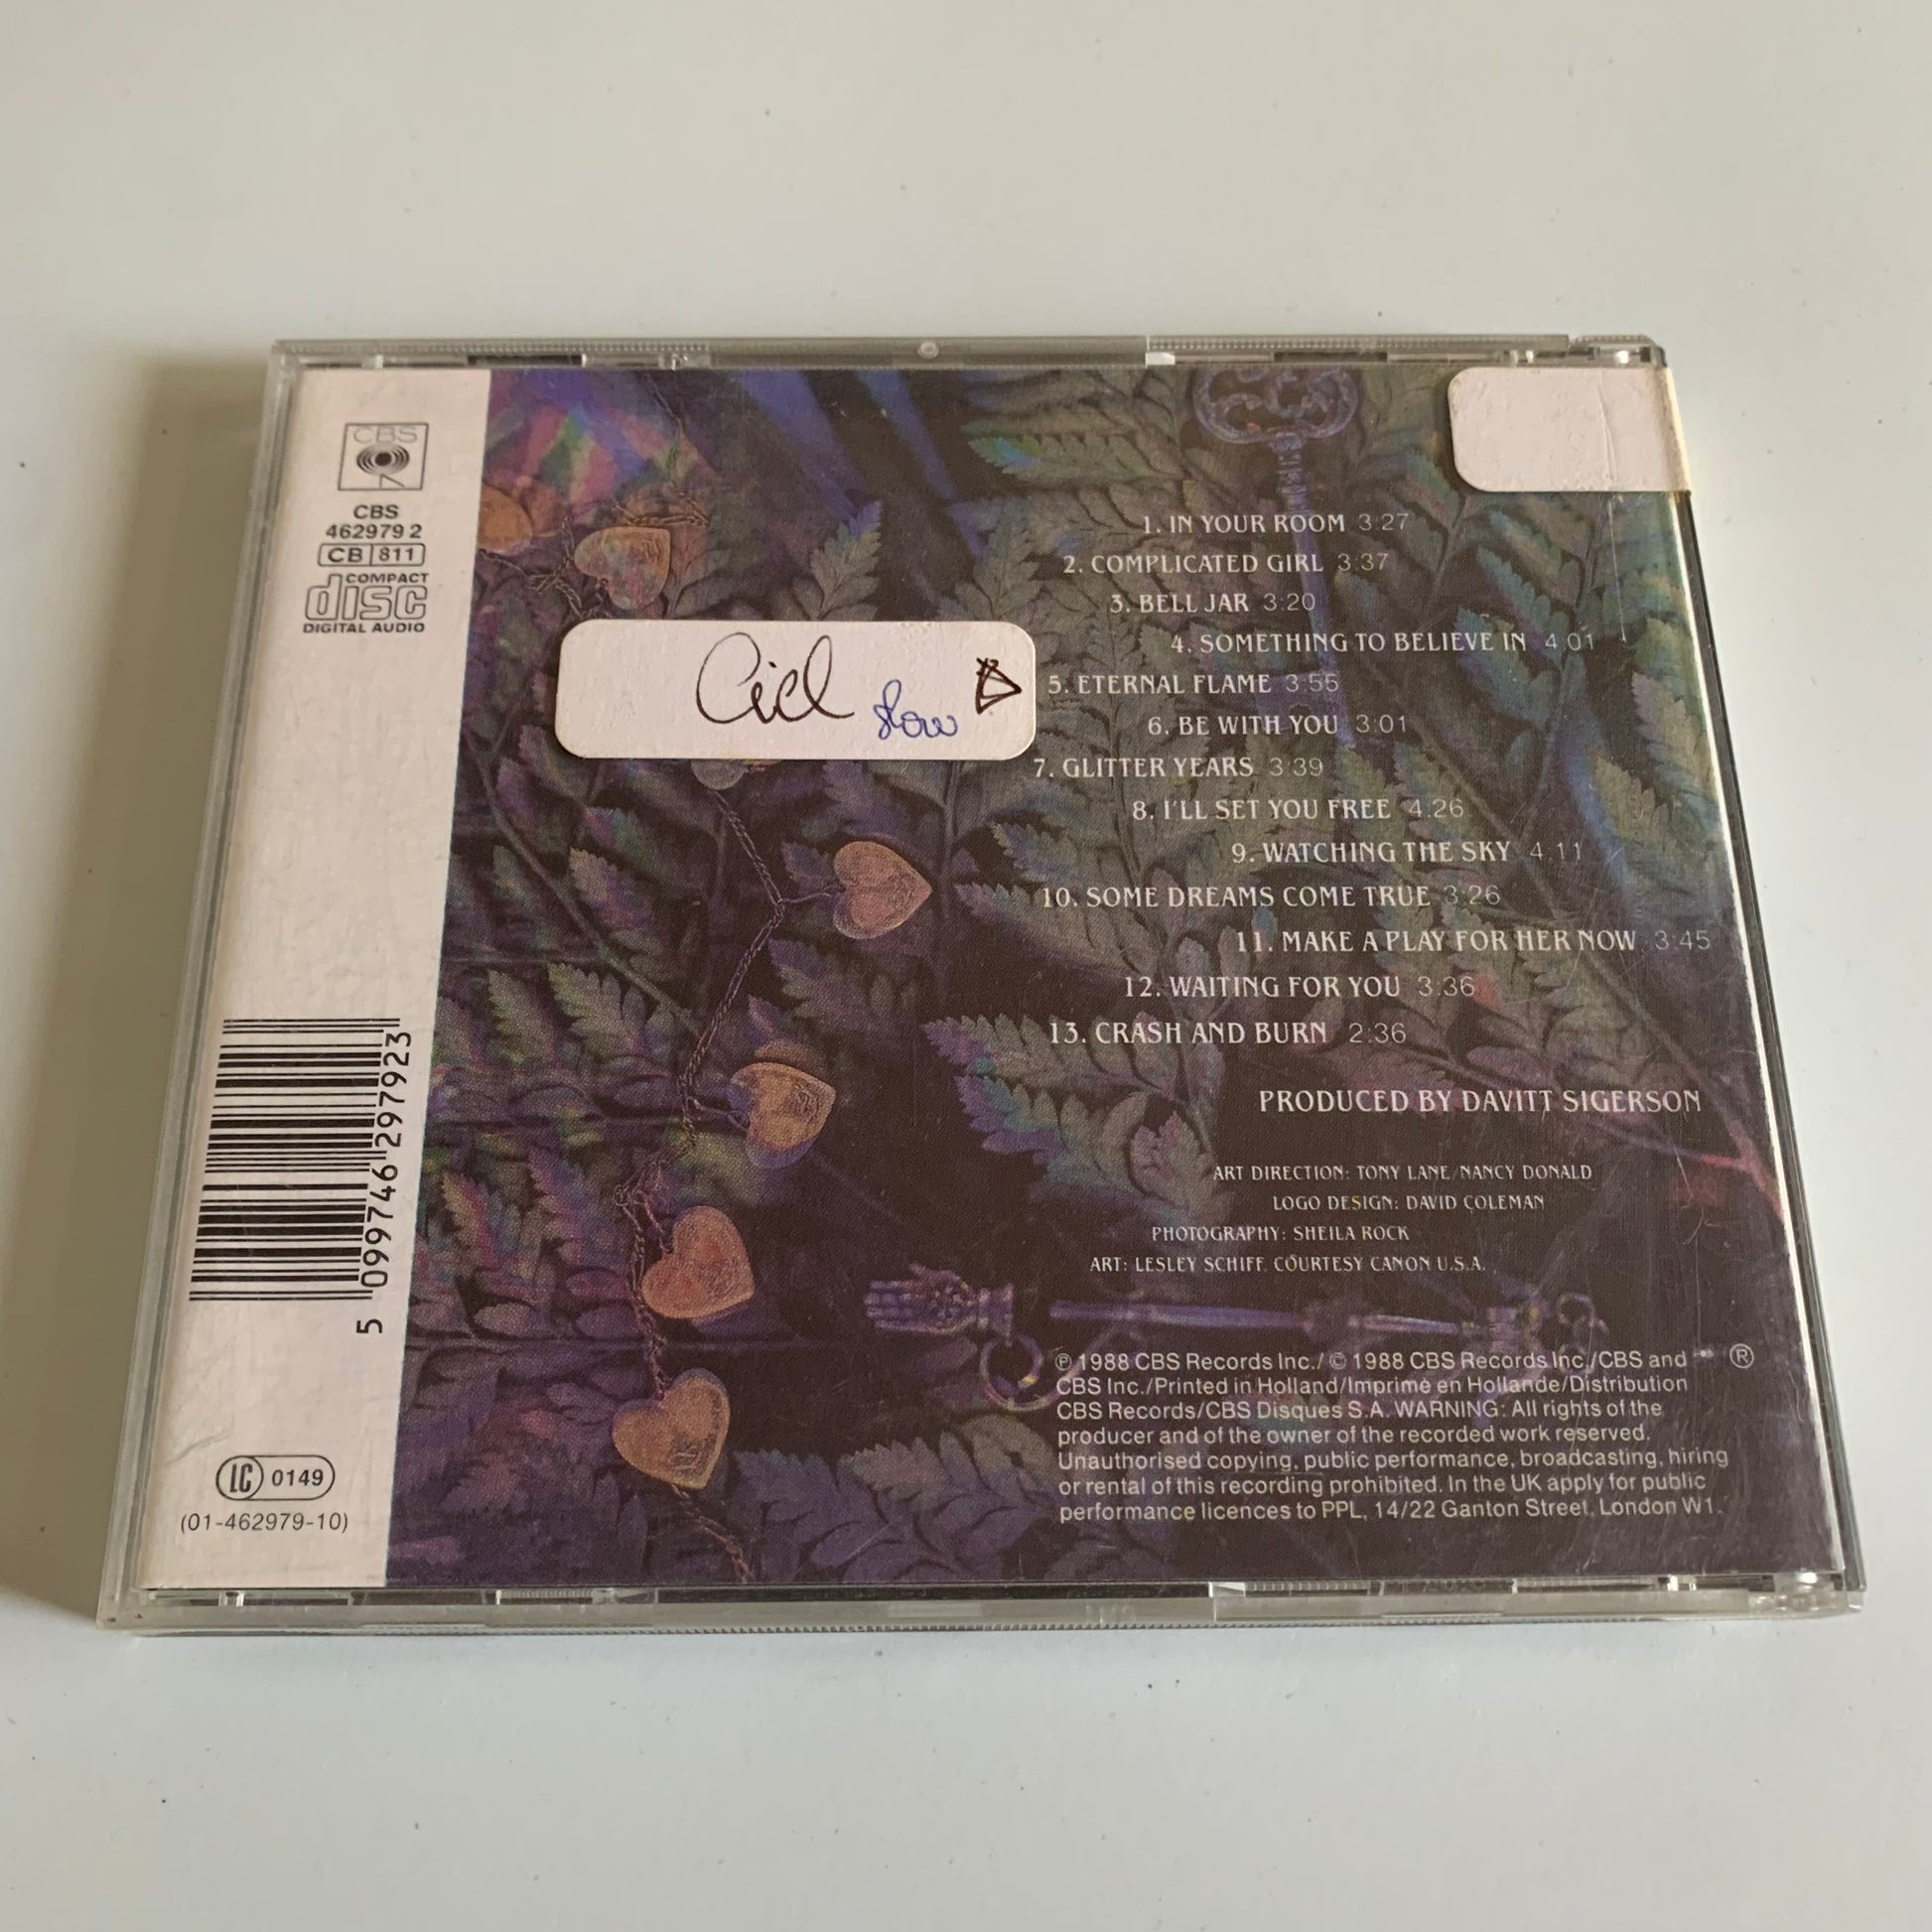 CBS
CBS
462979 2
CB 811
COMPACT
disc
DIGITAL AUDIO
5 099746 297923
LC 0149
(01-462979-10)
slow
1. IN YOUR ROOM 3:27
2. COMPLICATED GIRL 3:37
3. BELL JAR 3:20
4. SOMETHING TO BELIEVE IN 4:01
5. ETERNAL FLAME 3:55
6. BE WITH YOU 3:01
7. GLITTER YEARS 3:39
8. I'LL SET YOU FREE 4:26
9. WATCHING THE SKY 4:11
10. SOME DREAMS COME TRUE 3:26
11. MAKE A PLAY FOR HER NOW 3:45
12. WAITING FOR YOU 3:36
13. CRASH AND BURN 2:36
PRODUCED BY DAVITT SIGERSON
ART DIRECTION: TONY LANE/NANCY DONALD
LOGO DESIGN: DAVID COLEMAN
PHOTOGRAPHY: SHEILA ROCK
ART: LESLEY SCHIFF. COURTESY CANON U.S.A.
℗ 1988 CBS Records Inc./ © 1988 CBS Records Inc./CBS and ®
CBS Inc./Printed in Holland/Imprimé en Hollande/Distribution
CBS Records/CBS Disques S.A. WARNING: All rights of the
producer and of the owner of the recorded work reserved.
Unauthorised copying, public performance, broadcasting, hiring
or rental of this recording prohibited. In the UK apply for public
performance licences to PPL, 14/22 Ganton Street, London W1.